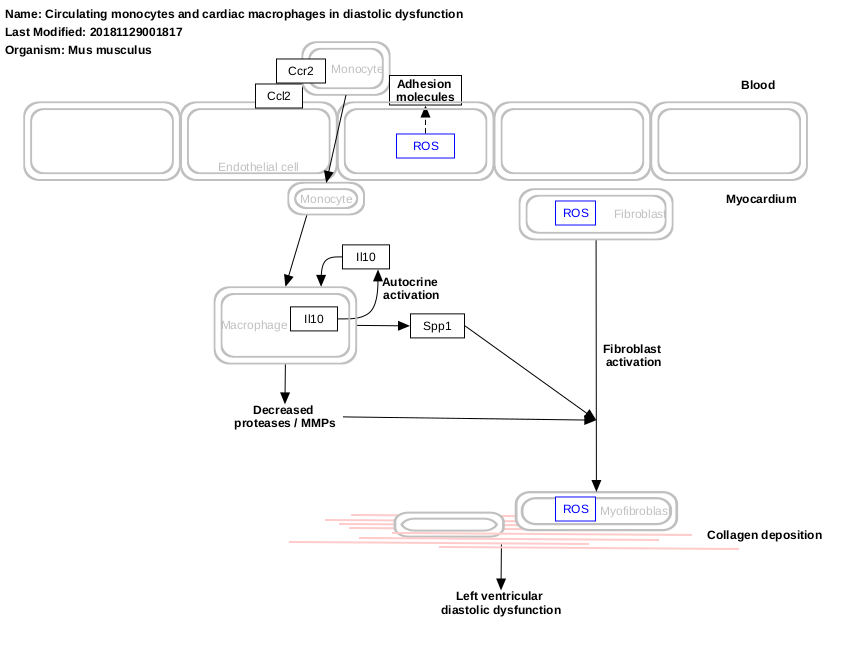 Name: Circulating monocytes and cardiac macrophages in diastolic dysfunction
Last Modified: 20181129001817
Organism: Mus musculus
Ccr2
Monocyte
Ccl2
Adhesion
molecules
Blood
ROS
Endothelial cell
Monocyte
Myocardium
ROS
Fibroblast
Il10
Autocrine
activation
Macrophage
Il10
Spp1
Fibroblast
activation
Decreased
proteases / MMPs
ROS
Myofibroblas
Collagen deposition
Left ventricular
diastolic dysfunction